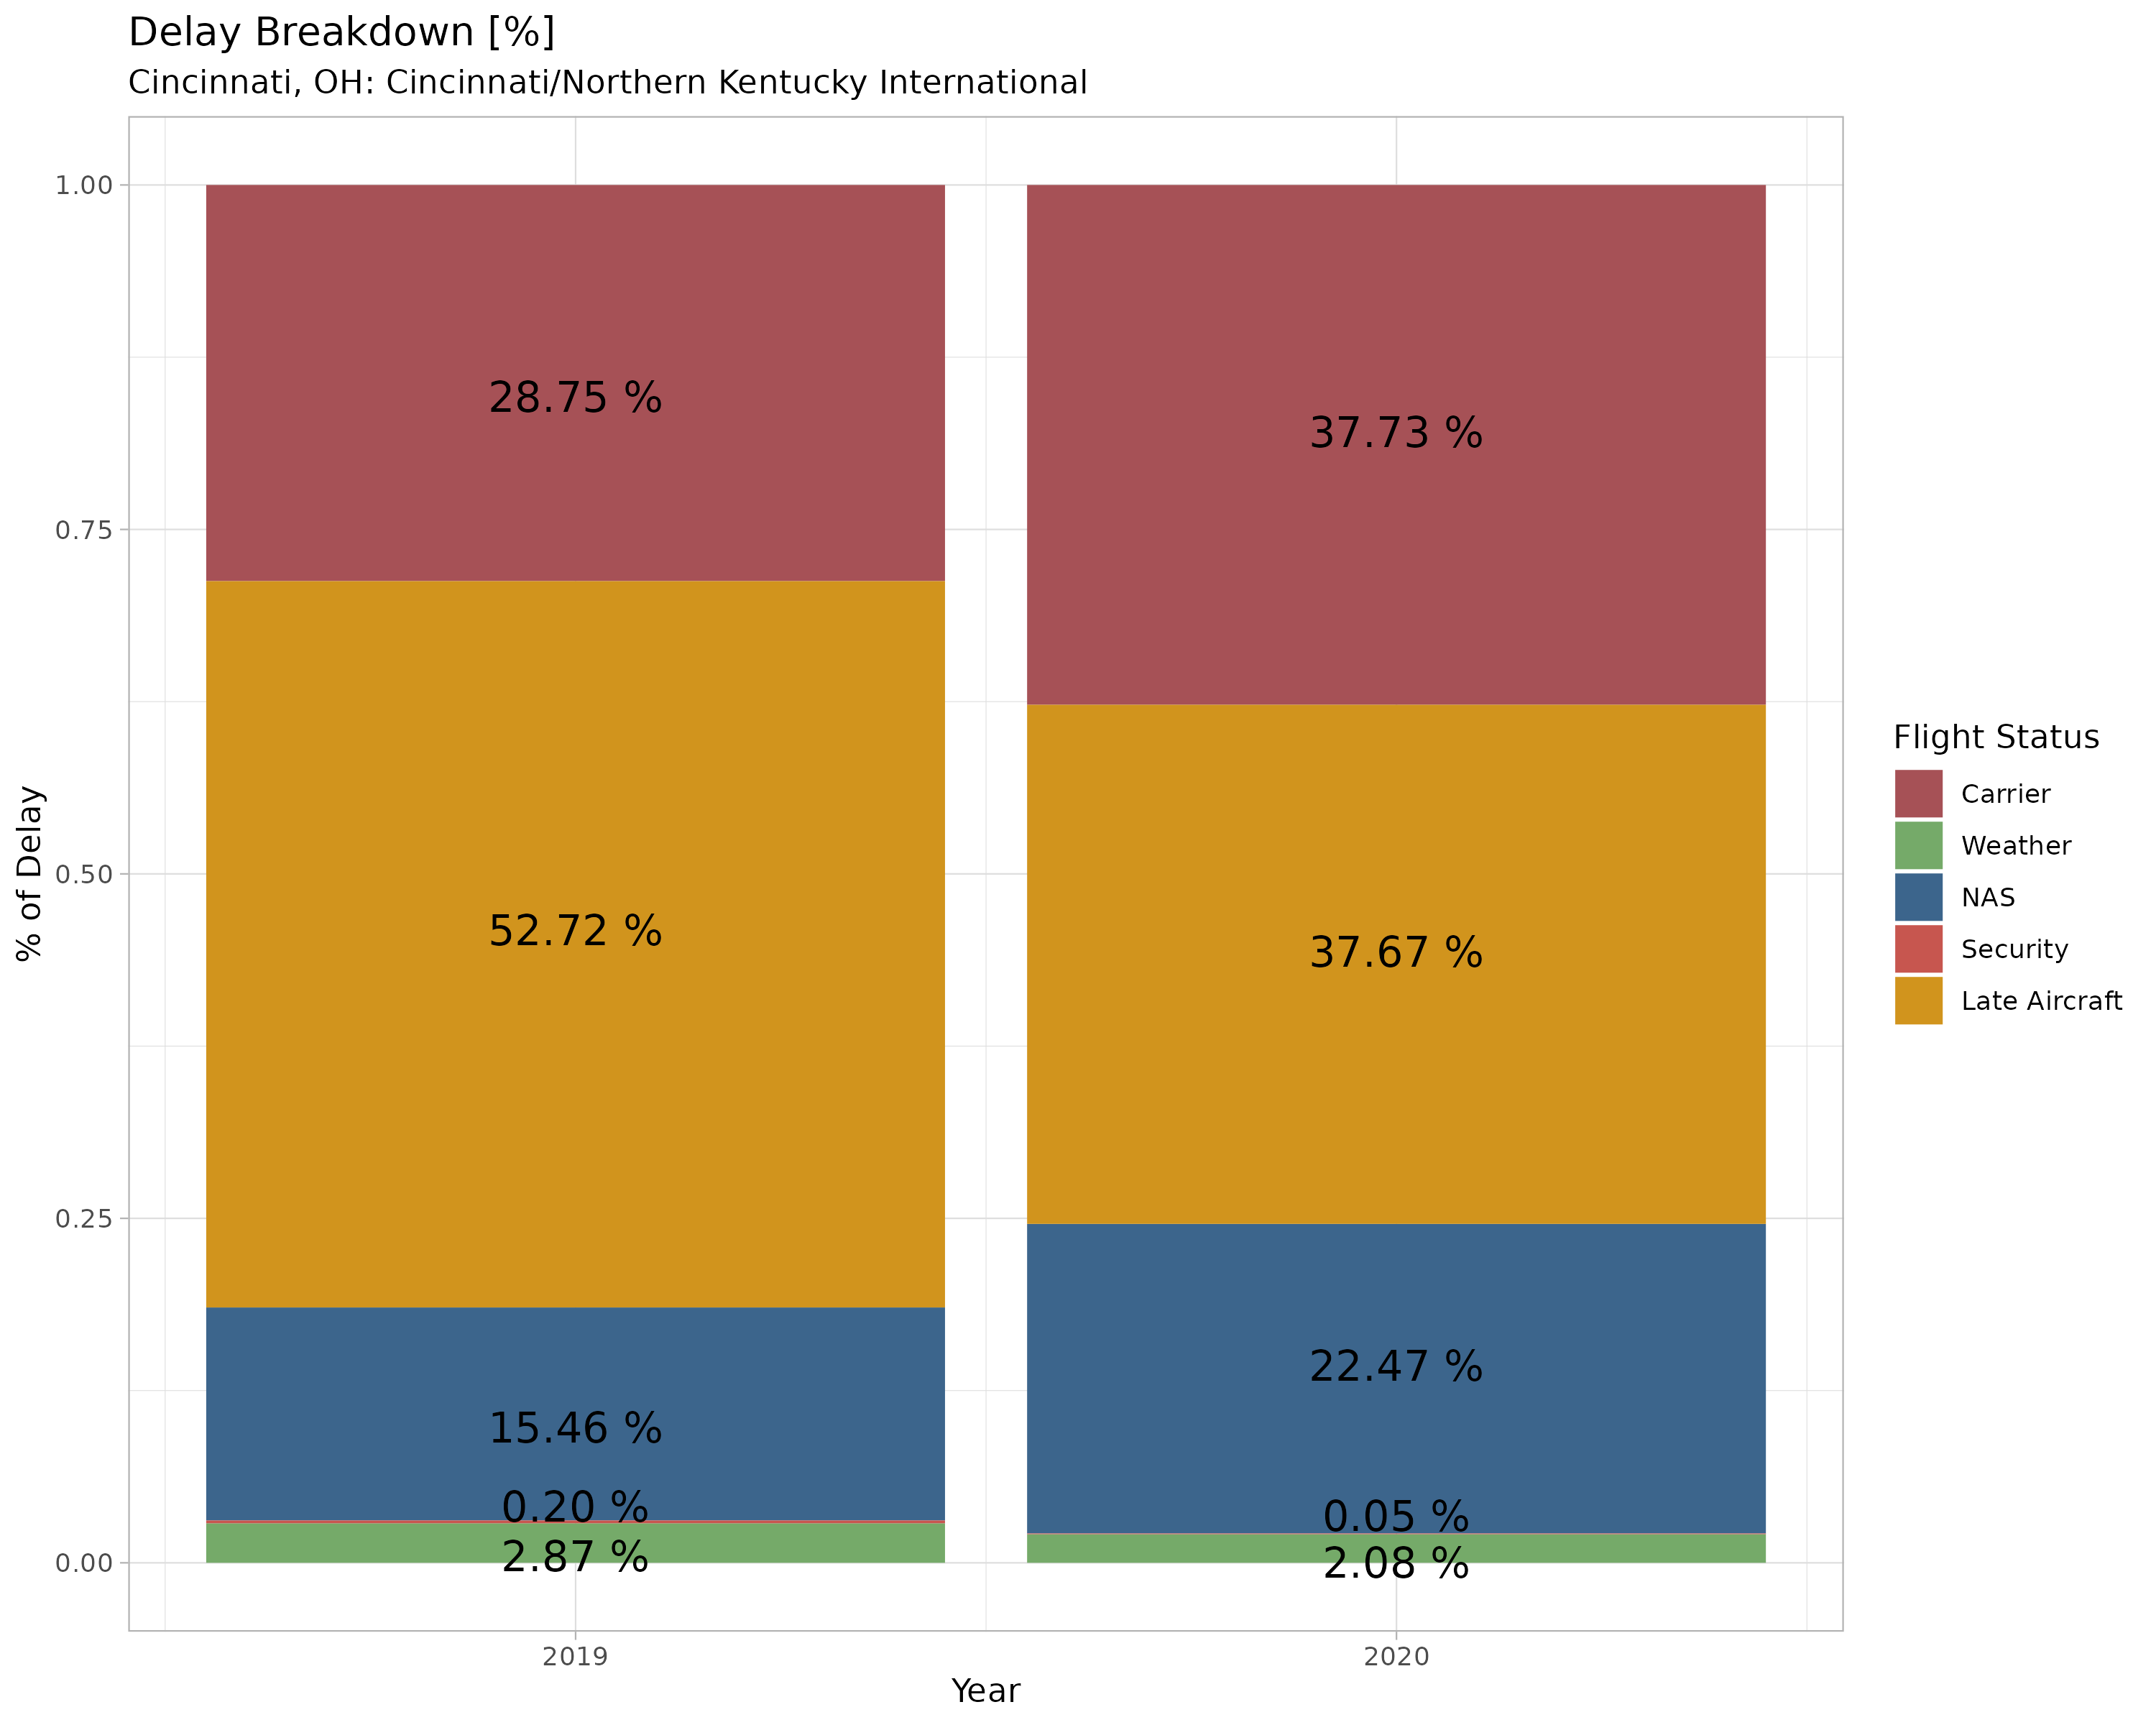 Delay Breakdown [%]
Cincinnati, OH: Cincinnati/Northern Kentucky International
% of Delay
1.00
0.75
0.50
0.25
0.00
28.75 %
52.72 %
15.46 %
0.20 %
2.87 %
37.73 %
37.67 %
22.47 %
0.05 %
2.08 %
2019
2020
Year
Flight Status
Carrier
Weather
NAS
Security
Late Aircraft